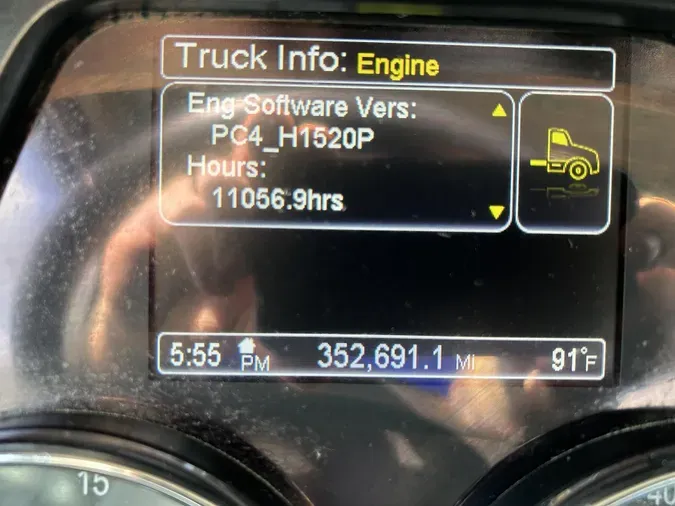 Truck Info: Engine
Eng Software Vers:
PC4_H1520P
Hours:
11056.9hrs
5:55 PM 352,691.1 MI 91°F
15
40